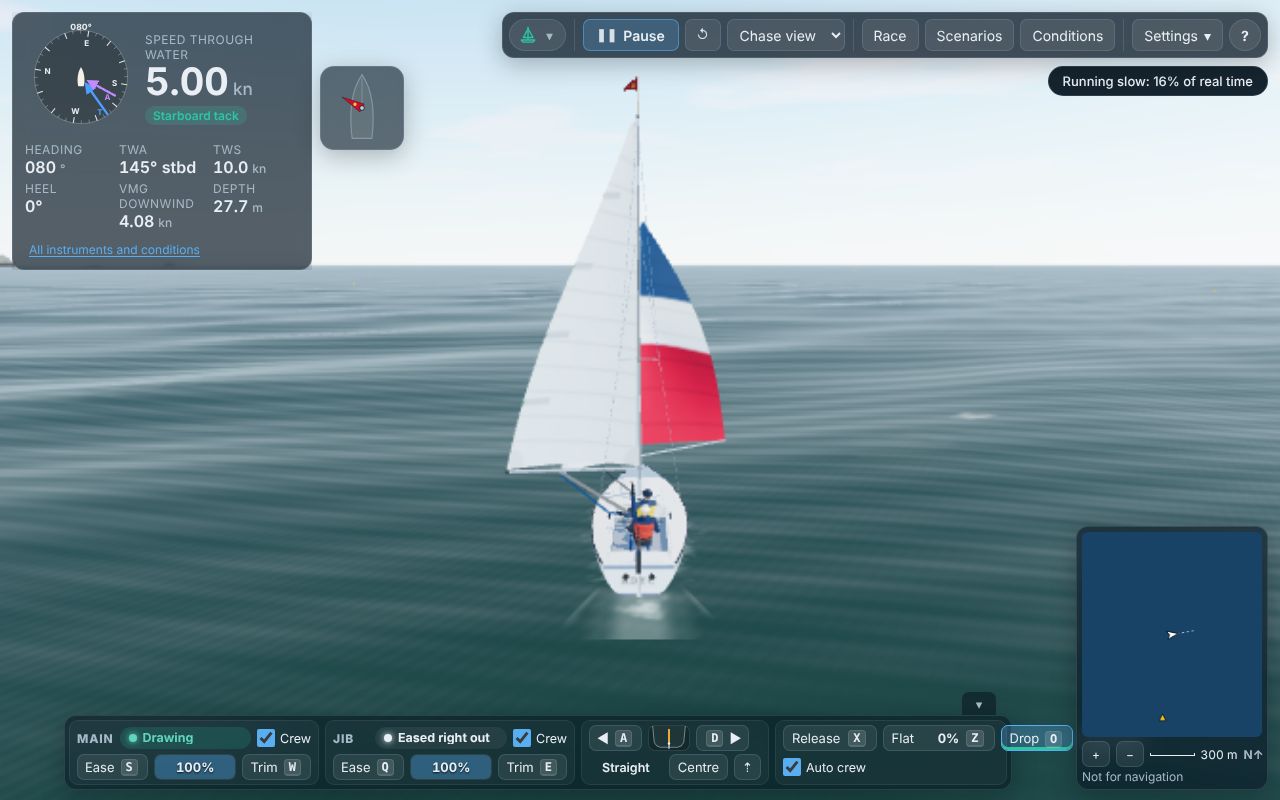 080°
E
N
S
A
W
T
SPEED THROUGH
WATER
5.00 kn
Starboard tack
HEADING
080 °
TWA
145° stbd
TWS
10.0 kn
HEEL
0°
VMG
DOWNWIND
4.08 kn
DEPTH
27.7 m
All instruments and conditions
Pause
Chase view
Race
Scenarios
Conditions
Settings ▾
?
Running slow: 16% of real time
MAIN
Drawing
Crew
Ease S
100%
Trim W
JIB
Eased right out
Crew
Ease Q
100%
Trim E
◀ A
D ▶
Straight
Centre
↑
Release X
Flat 0% Z
Drop O
Auto crew
+
−
300 m
N↑
Not for navigation